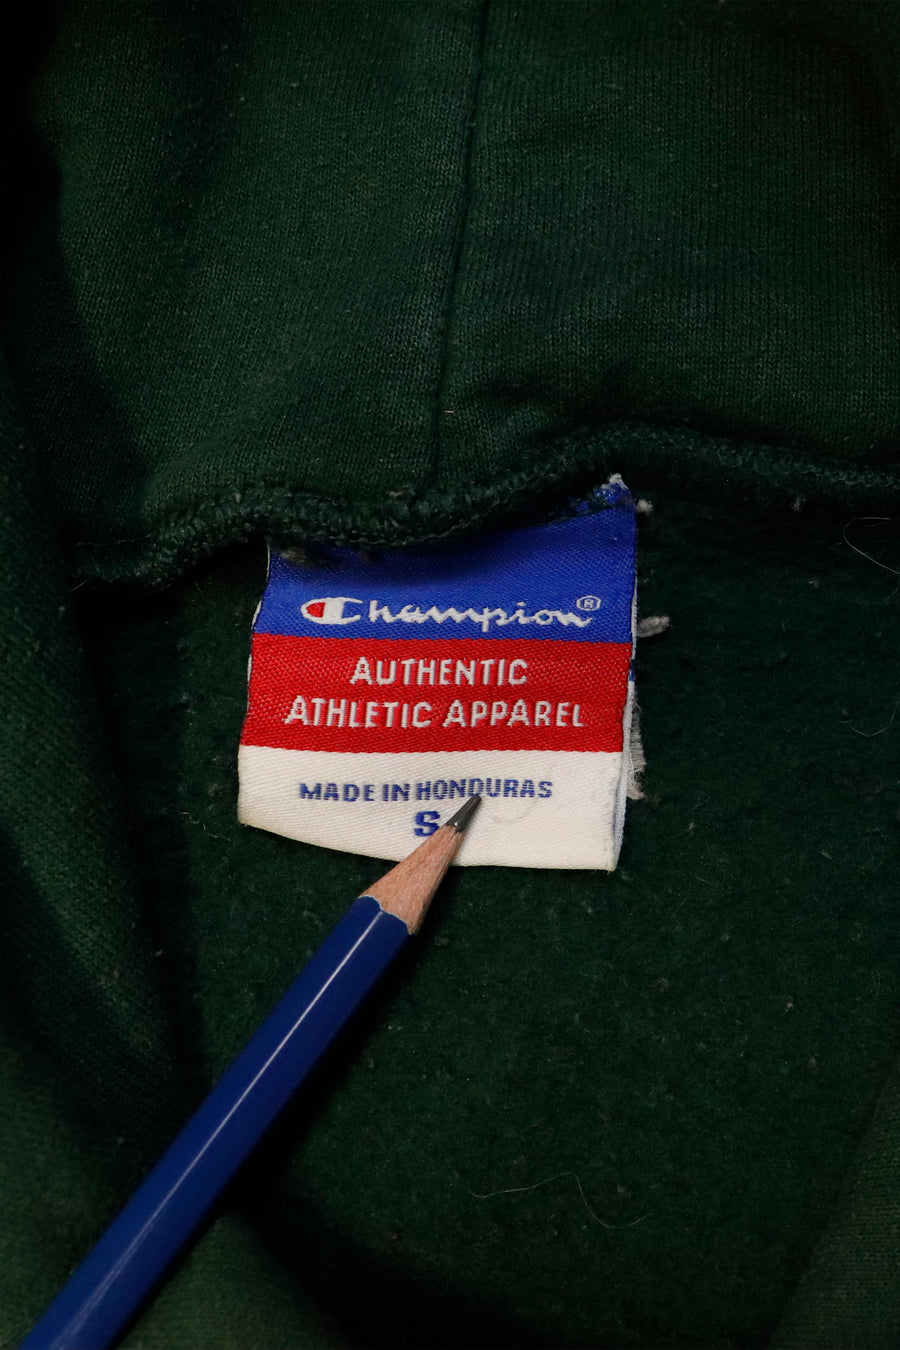 Champion®
AUTHENTIC
ATHLETIC APPAREL
MADE IN HONDURAS
S